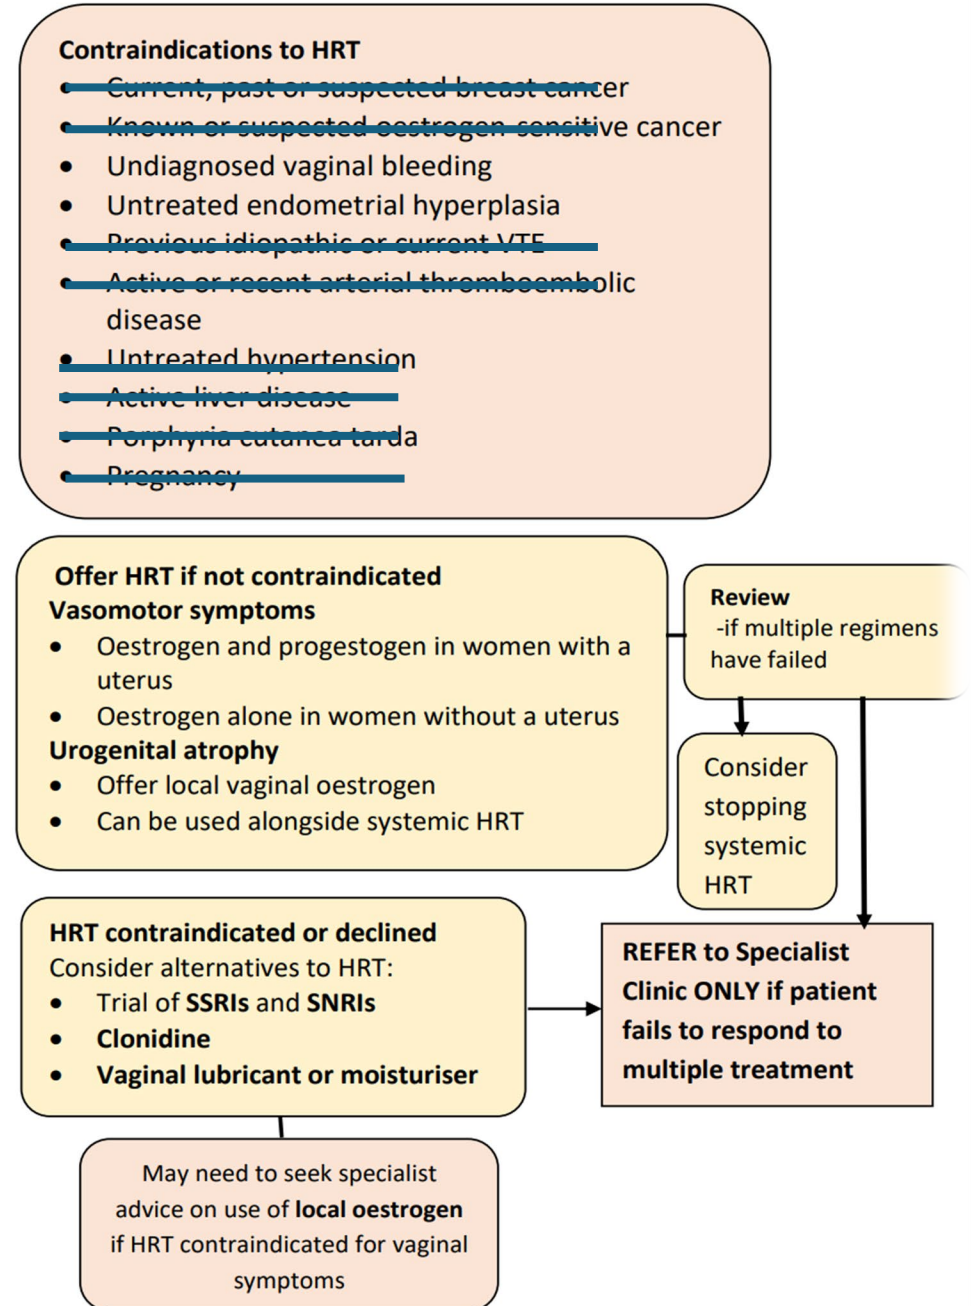 Contraindications to HRT
• Current, past or suspected breast cancer
• Known or suspected oestrogen-sensitive cancer
• Undiagnosed vaginal bleeding
• Untreated endometrial hyperplasia
• Previous idiopathic or current VTE
• Active or recent arterial thromboembolic
disease
• Untreated hypertension
• Active liver disease
• Porphyria cutanea tarda
• Pregnancy
Offer HRT if not contraindicated
Vasomotor symptoms
• Oestrogen and progestogen in women with a
uterus
• Oestrogen alone in women without a uterus
Urogenital atrophy
• Offer local vaginal oestrogen
• Can be used alongside systemic HRT
Review
-if multiple regimens
have failed
Consider
stopping
systemic
HRT
HRT contraindicated or declined
Consider alternatives to HRT:
• Trial of SSRIs and SNRIs
• Clonidine
• Vaginal lubricant or moisturiser
REFER to Specialist
Clinic ONLY if patient
fails to respond to
multiple treatment
May need to seek specialist
advice on use of local oestrogen
if HRT contraindicated for vaginal
symptoms